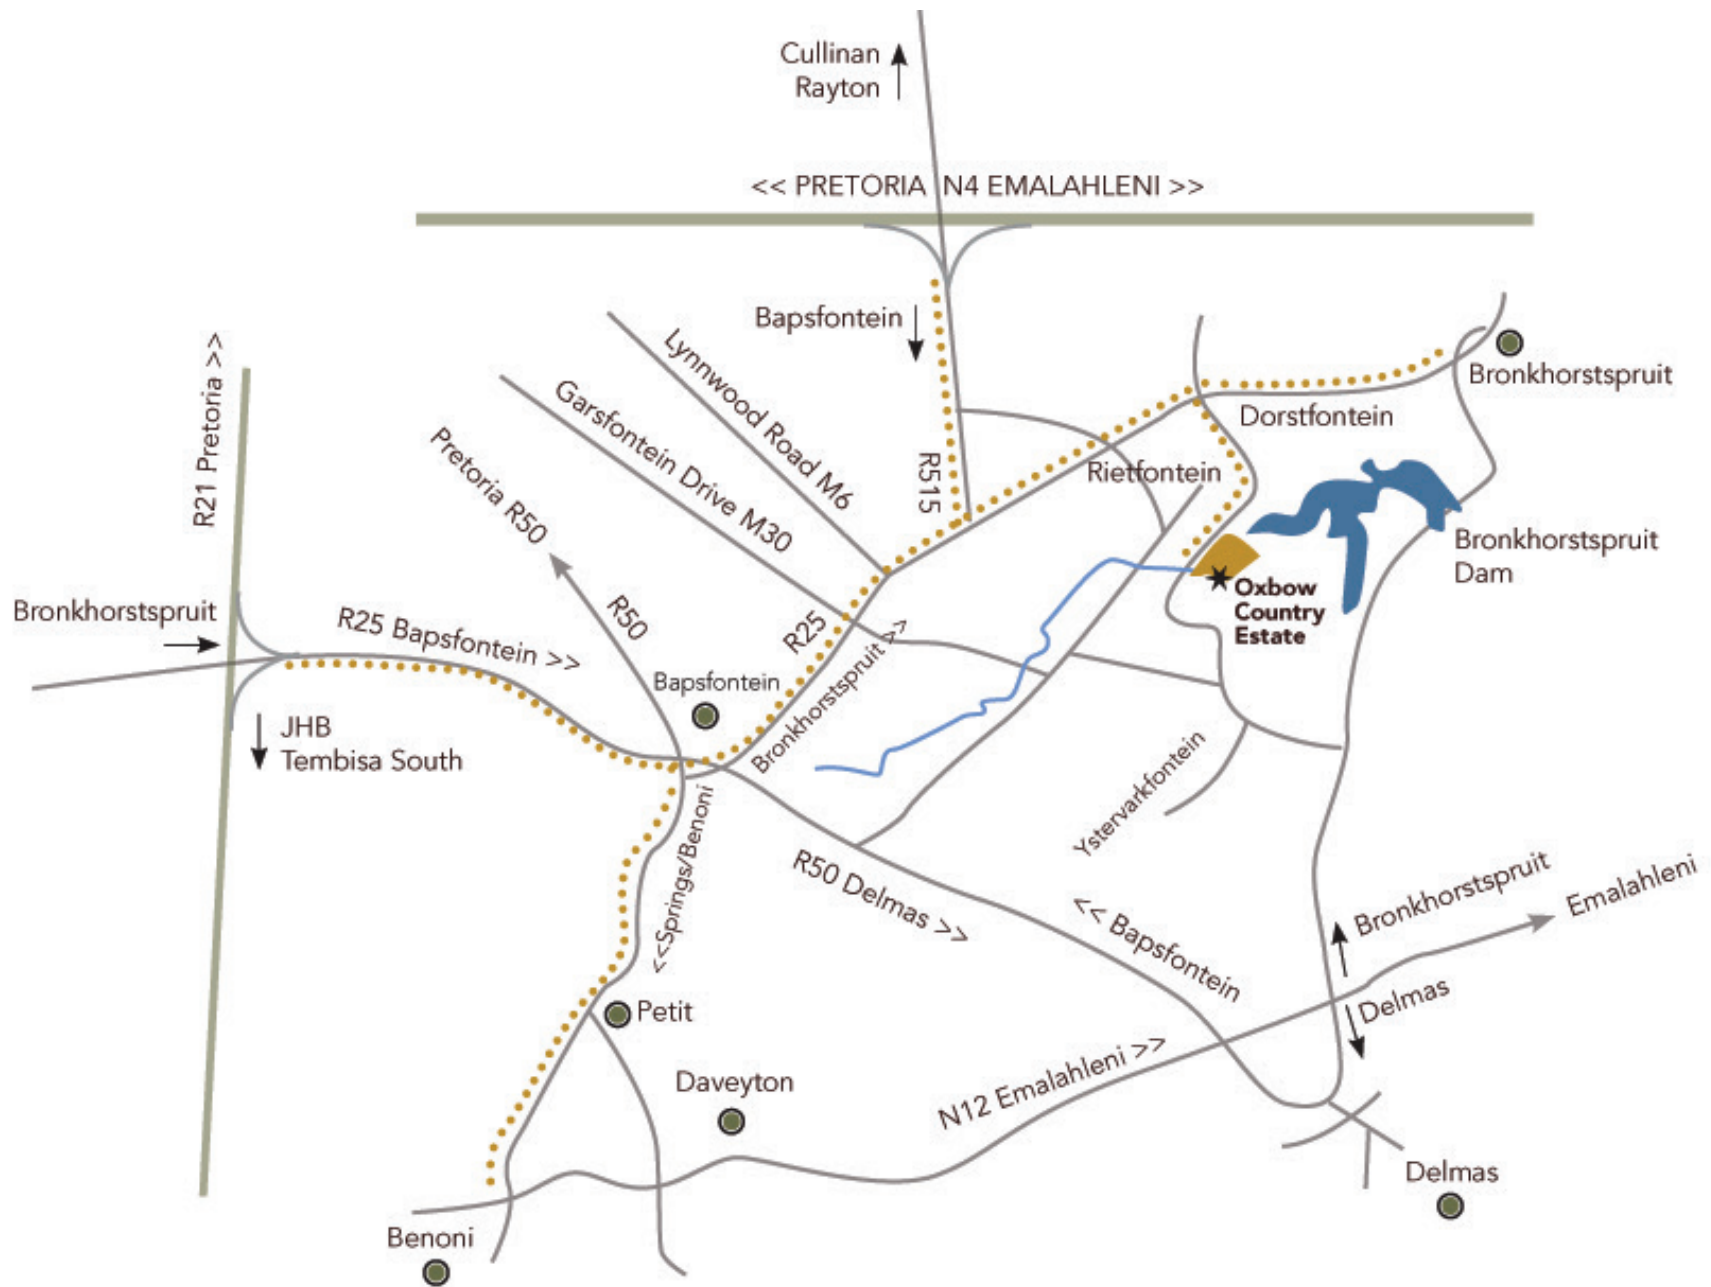 Cullinan
Rayton
<< PRETORIA N4 EMALAHLENI >>
Bapsfontein
R21 Pretoria >>
Lynnwood Road M6
Garsfontein Drive M30
Pretoria R50
R515
Bronkhorstspruit
Dorstfontein
Rietfontein
Bronkhorstspruit
Dam
Oxbow
Country
Estate
Bronkhorstspruit
R25 Bapsfontein >>
R50
R25
Bronkhorstspruit >>
Bapsfontein
JHB
Tembisa South
Ystervarkfontein
<<Springs/Benoni
R50 Delmas >>
<< Bapsfontein
Bronkhorstspruit
Emalahleni
Delmas
Petit
Daveyton
N12 Emalahleni >>
Delmas
Benoni